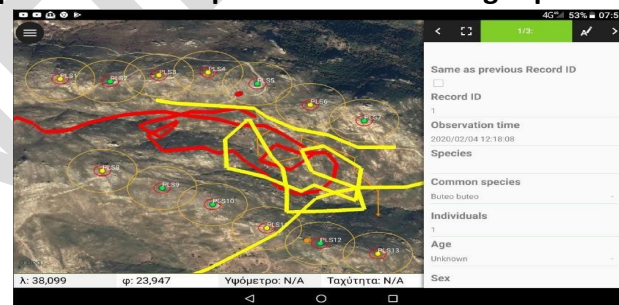 4G 53% 07:5
1/3:
Same as previous Record ID
Record ID
1
Observation time
2020/02/04 12:18:08
Species
Common species
Buteo buteo
Individuals
1
Age
Unknown
Sex
PLS2
PLS3
PLS4
PLS5
PLS6
PLS8
PLS9
PLS10
PLS12
PLS13
λ: 38,099 φ: 23,947 Υψόμετρο: N/A Ταχύτητα: N/A